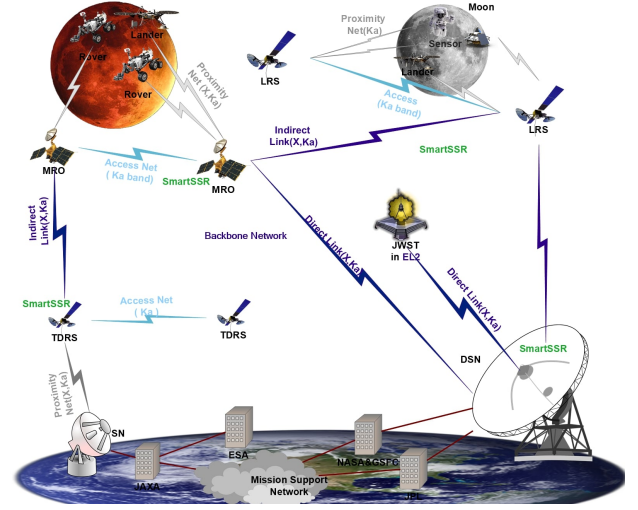 Moon
Proximity
Net(Ka)
Lander
Sensor
Rover
Lander
Proximity
Net (X,Ka)
LRS
Rover
Access
(Ka band)
LRS
Indirect
Link(X,Ka)
SmartSSR
Access Net
( Ka band)
MRO
SmartSSR
MRO
Indirect
Link(X,Ka)
Backbone Network
Direct Link(X,Ka)
JWST
in EL2
Direct Link(X,Ka)
SmartSSR
Access Net
( Ka )
TDRS
TDRS
SmartSSR
DSN
Proximity
Net(X,Ka)
SN
ESA
NASA&GSFC
JAXA
Mission Support
Network
JPL